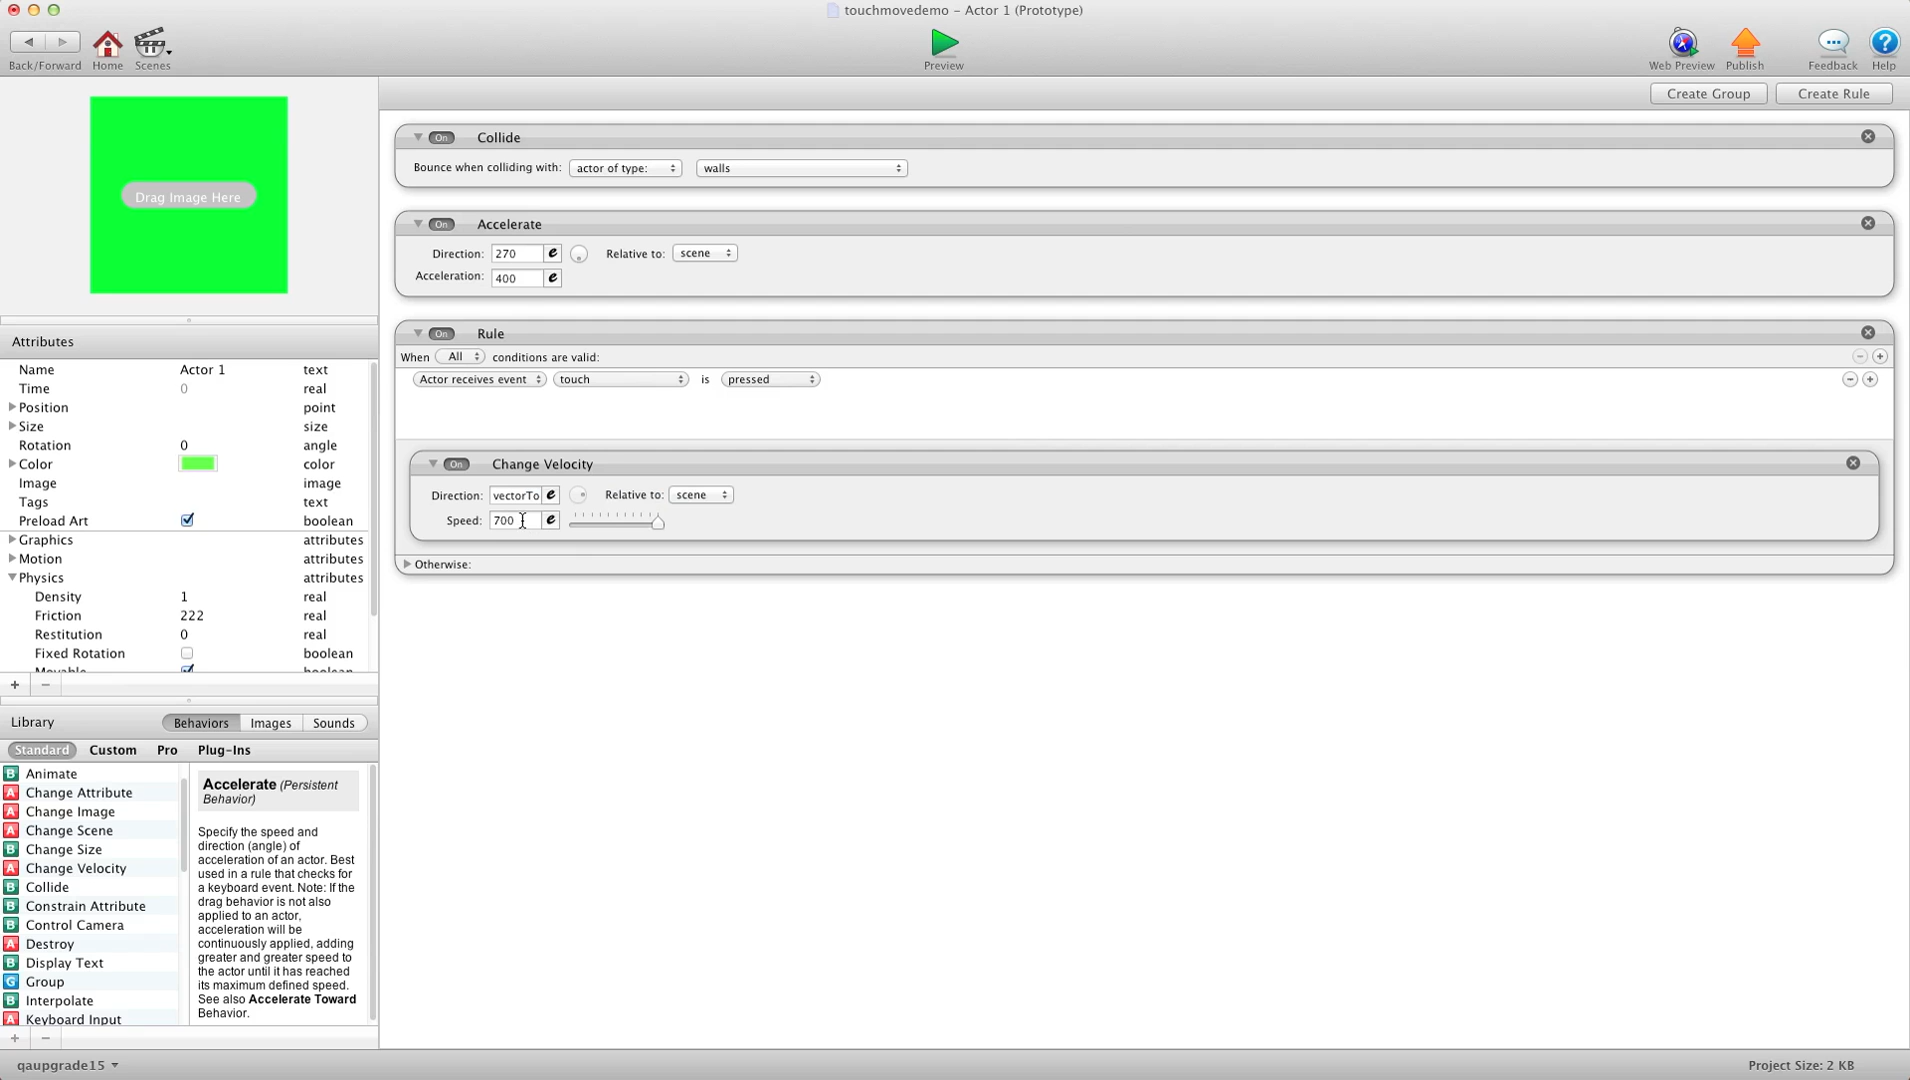 touchmovedemo – Actor 1 (Prototype)
Back/Forward Home Scenes Preview Web Preview Publish Feedback Help
Create Group Create Rule
Drag Image Here
Attributes
Name Actor 1 text
Time 0 real
Position point
Size size
Rotation 0 angle
Color color
Image image
Tags text
Preload Art boolean
Graphics attributes
Motion attributes
Physics attributes
Density 1 real
Friction 222 real
Restitution 0 real
Fixed Rotation boolean
Movable boolean
+ −
Library Behaviors Images Sounds
Standard Custom Pro Plug-Ins
B Animate
A Change Attribute
A Change Image
A Change Scene
B Change Size
A Change Velocity
B Collide
B Constrain Attribute
B Control Camera
A Destroy
B Display Text
G Group
B Interpolate
A Keyboard Input
Accelerate (Persistent
Behavior)
Specify the speed and
direction (angle) of
acceleration of an actor. Best
used in a rule that checks for
a keyboard event. Note: If the
drag behavior is not also
applied to an actor,
acceleration will be
continuously applied, adding
greater and greater speed to
the actor until it has reached
its maximum defined speed.
See also Accelerate Toward
Behavior.
+ −
qaupgrade15
On Collide
Bounce when colliding with: actor of type: walls
On Accelerate
Direction: 270 e Relative to: scene
Acceleration: 400 e
On Rule
When All conditions are valid:
Actor receives event touch is pressed
On Change Velocity
Direction: vectorTo e Relative to: scene
Speed: 700 e
Otherwise:
Project Size: 2 KB